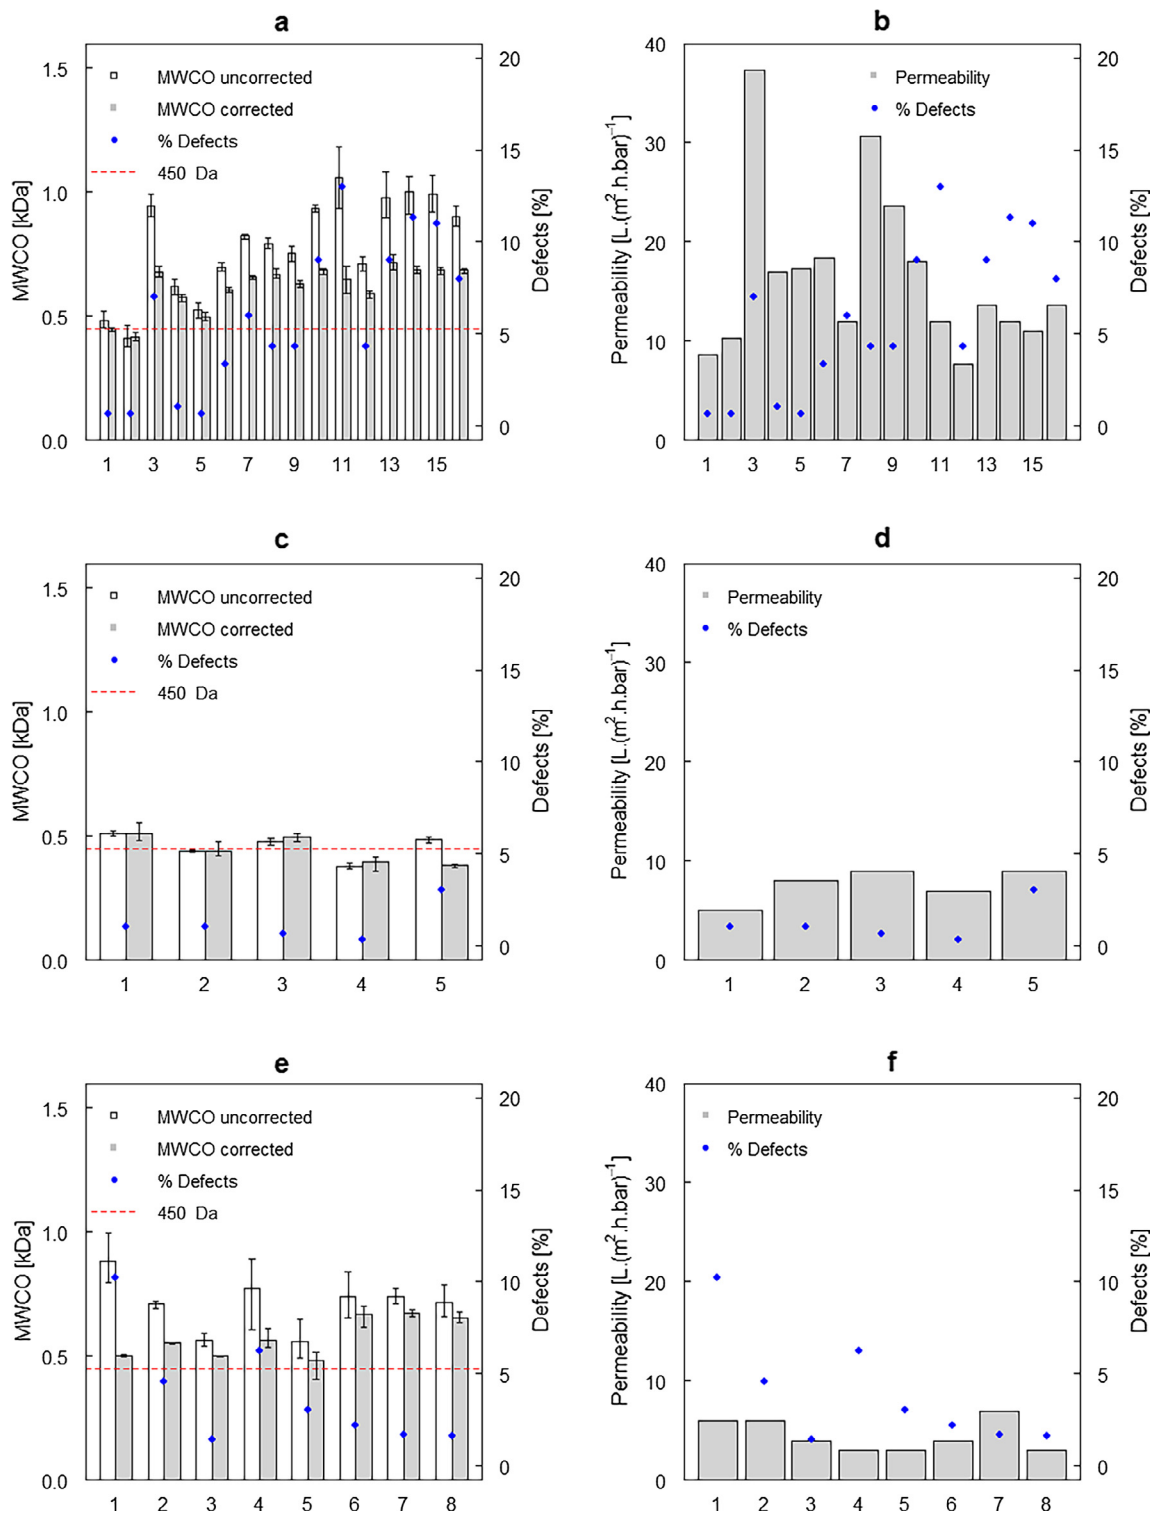 a
MWCO uncorrected
MWCO corrected
% Defects
450 Da
MWCO [kDa]
0.0
0.5
1.0
1.5
Defects [%]
0
5
10
15
20
1 3 5 7 9 11 13 15
b
Permeability
% Defects
Permeability [L.(m².h.bar)⁻¹]
0
10
20
30
40
Defects [%]
0
5
10
15
20
1 3 5 7 9 11 13 15
c
MWCO uncorrected
MWCO corrected
% Defects
450 Da
MWCO [kDa]
0.0
0.5
1.0
1.5
Defects [%]
0
5
10
15
20
1 2 3 4 5
d
Permeability
% Defects
Permeability [L.(m².h.bar)⁻¹]
0
10
20
30
40
Defects [%]
0
5
10
15
20
1 2 3 4 5
e
MWCO uncorrected
MWCO corrected
% Defects
450 Da
MWCO [kDa]
0.0
0.5
1.0
1.5
Defects [%]
0
5
10
15
20
1 2 3 4 5 6 7 8
f
Permeability
% Defects
Permeability [L.(m².h.bar)⁻¹]
0
10
20
30
40
Defects [%]
0
5
10
15
20
1 2 3 4 5 6 7 8